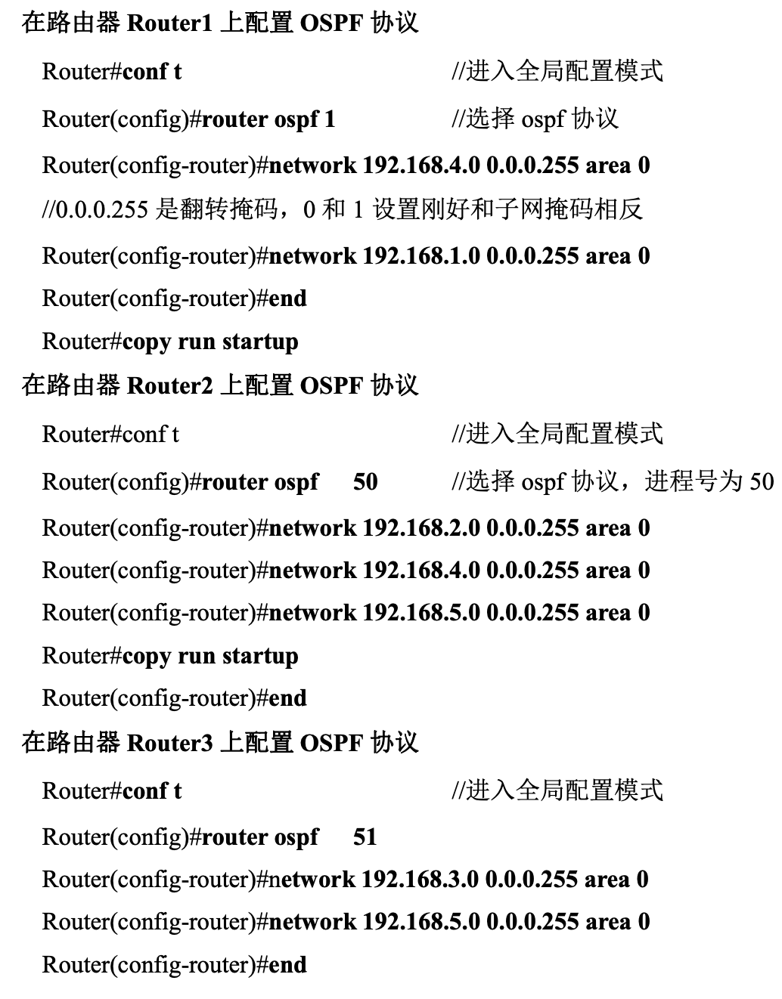 在路由器 Router1 上配置 OSPF 协议
Router#conf t //进入全局配置模式
Router(config)#router ospf 1 //选择 ospf 协议
Router(config-router)#network 192.168.4.0 0.0.0.255 area 0
//0.0.0.255 是翻转掩码，0 和 1 设置刚好和子网掩码相反
Router(config-router)#network 192.168.1.0 0.0.0.255 area 0
Router(config-router)#end
Router#copy run startup
在路由器 Router2 上配置 OSPF 协议
Router#conf t //进入全局配置模式
Router(config)#router ospf 50 //选择 ospf 协议，进程号为 50
Router(config-router)#network 192.168.2.0 0.0.0.255 area 0
Router(config-router)#network 192.168.4.0 0.0.0.255 area 0
Router(config-router)#network 192.168.5.0 0.0.0.255 area 0
Router#copy run startup
Router(config-router)#end
在路由器 Router3 上配置 OSPF 协议
Router#conf t //进入全局配置模式
Router(config)#router ospf 51
Router(config-router)#network 192.168.3.0 0.0.0.255 area 0
Router(config-router)#network 192.168.5.0 0.0.0.255 area 0
Router(config-router)#end